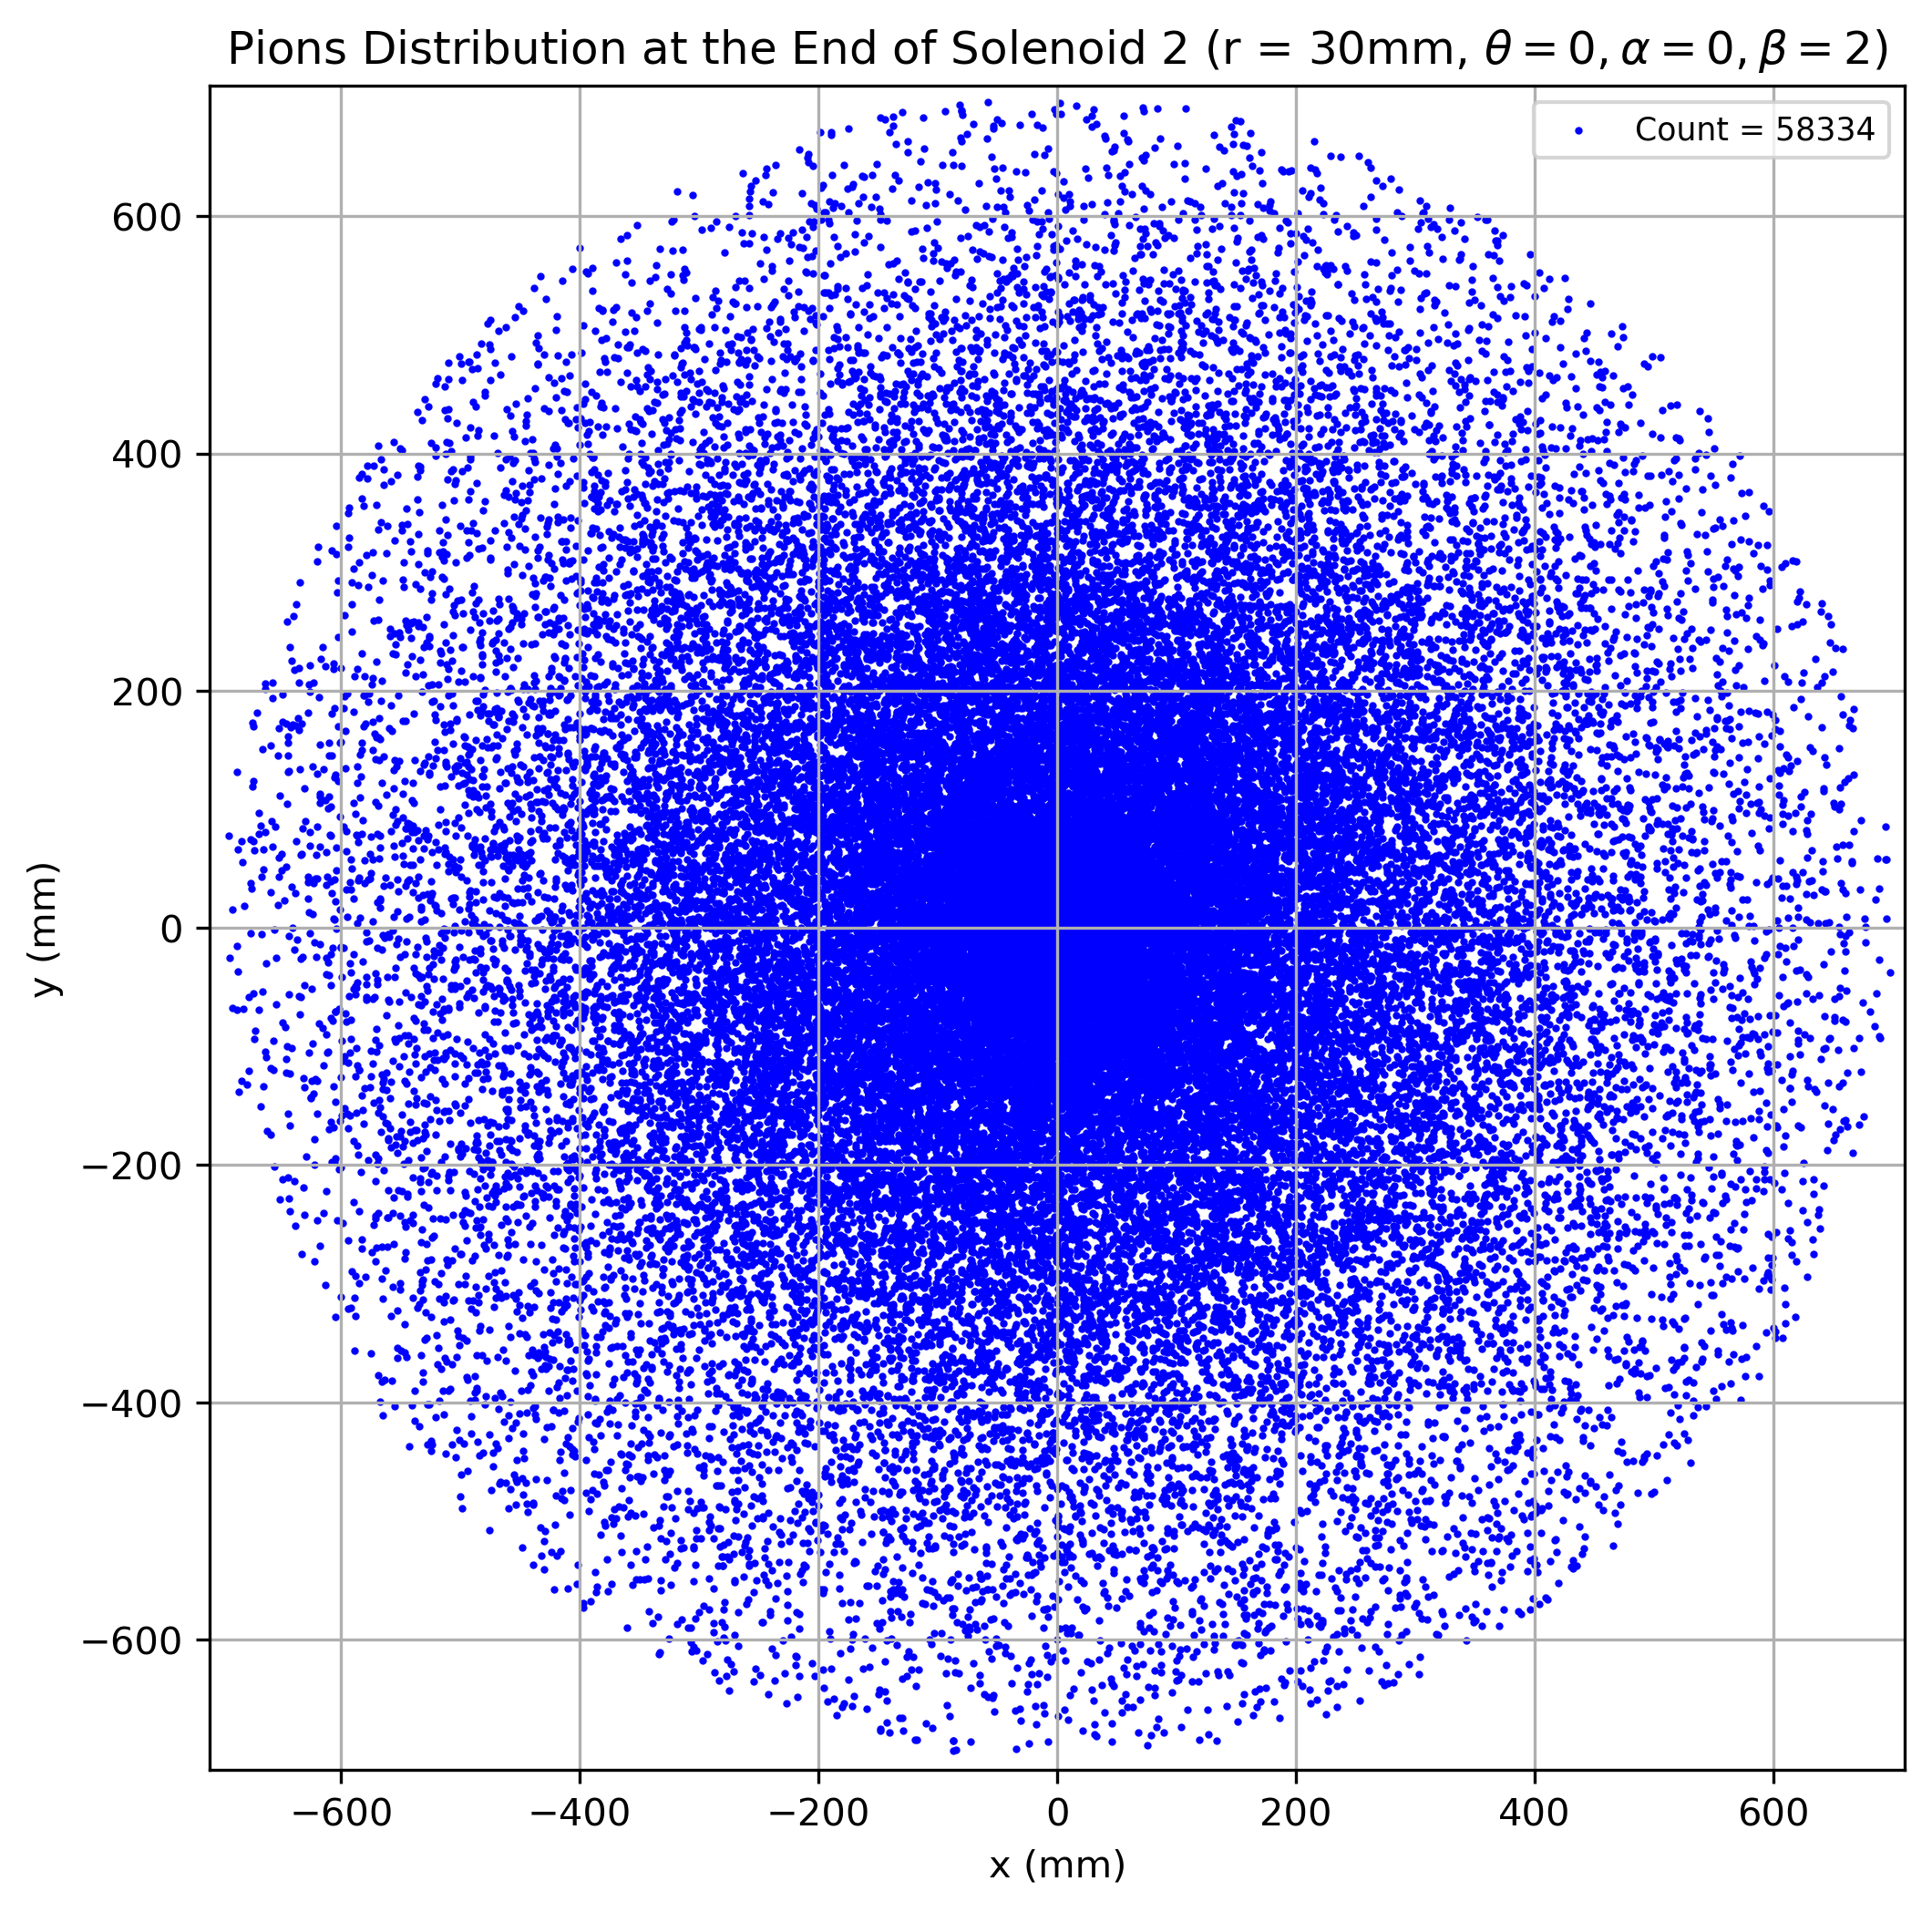 Pions Distribution at the End of Solenoid 2 (r = 30mm, θ = 0, α = 0, β = 2)
Count = 58334
600
400
200
0
−200
−400
−600
y (mm)
−600 −400 −200 0 200 400 600
x (mm)